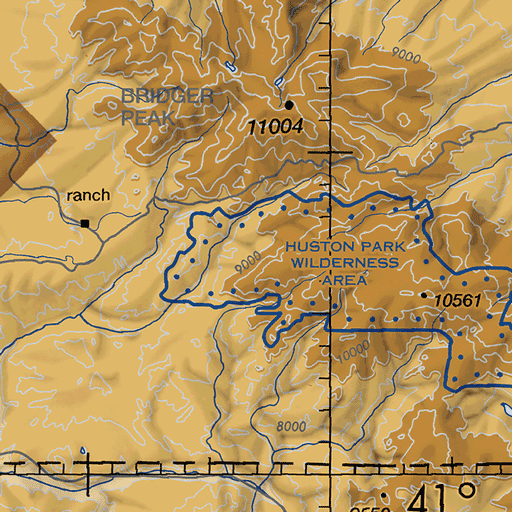 9000
BRIDGER
PEAK
11004
ranch
HUSTON PARK
WILDERNESS
AREA
9000
10561
10000
8000
41°